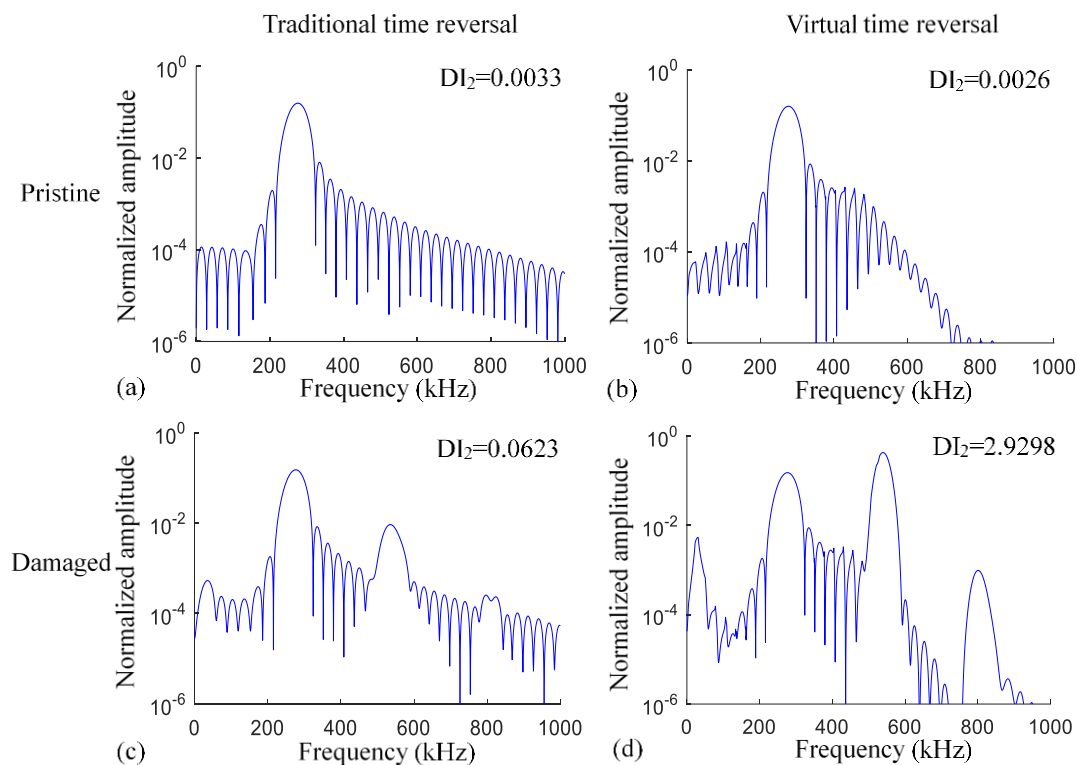 Traditional time reversal
Virtual time reversal
Pristine
Damaged
DI2=0.0033
Normalized amplitude
10^0
10^-2
10^-4
10^-6
0 200 400 600 800 1000
Frequency (kHz)
(a)
DI2=0.0026
Normalized amplitude
10^0
10^-2
10^-4
10^-6
0 200 400 600 800 1000
Frequency (kHz)
(b)
DI2=0.0623
Normalized amplitude
10^0
10^-2
10^-4
10^-6
0 200 400 600 800 1000
Frequency (kHz)
(c)
DI2=2.9298
Normalized amplitude
10^0
10^-2
10^-4
10^-6
0 200 400 600 800 1000
Frequency (kHz)
(d)